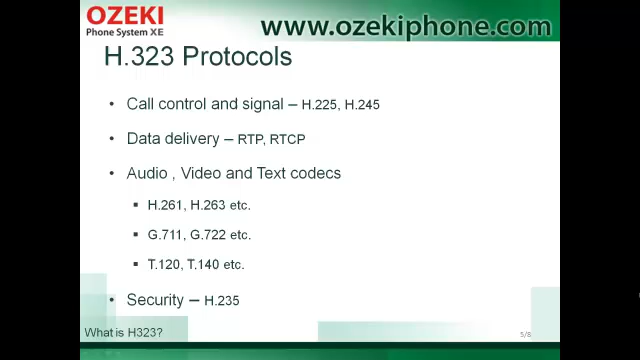 OZEKI
Phone System XE
www.ozekiphone.com
H.323 Protocols
• Call control and signal – H.225, H.245
• Data delivery – RTP, RTCP
• Audio , Video and Text codecs
▪ H.261, H.263 etc.
▪ G.711, G.722 etc.
▪ T.120, T.140 etc.
• Security – H.235
What is H323?
5/8